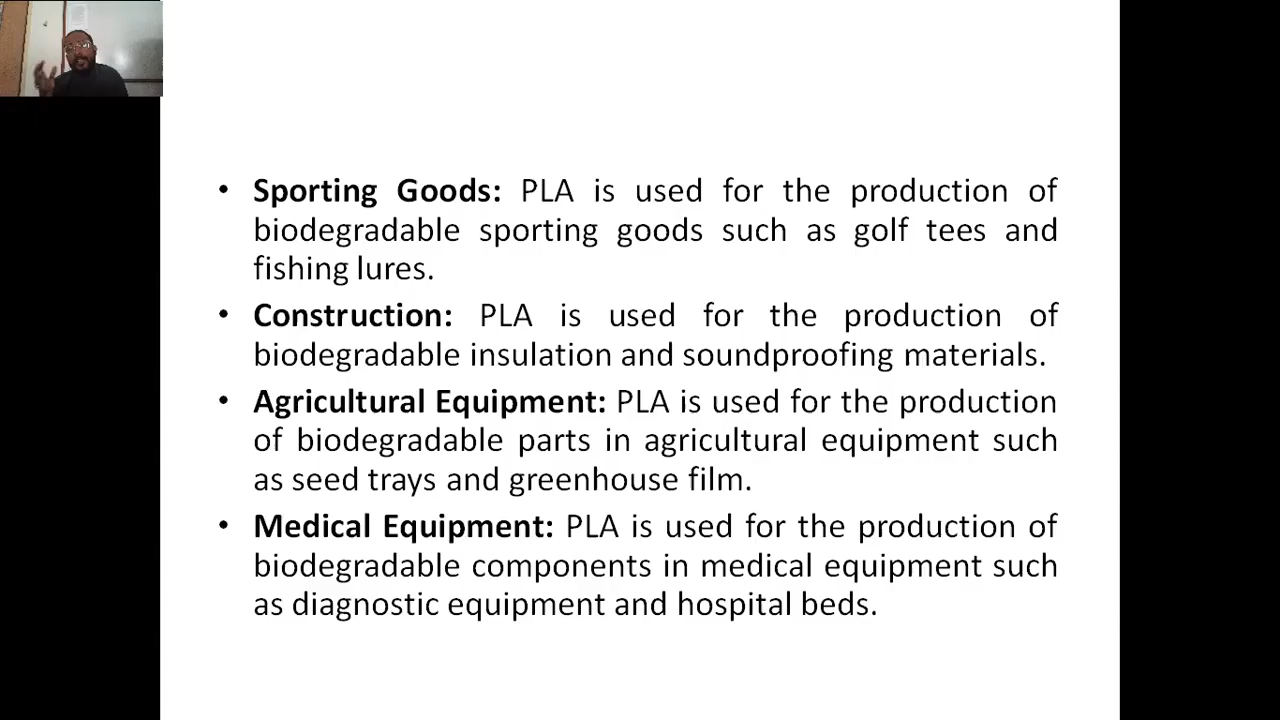 • Sporting Goods: PLA is used for the production of
biodegradable sporting goods such as golf tees and
fishing lures.
• Construction: PLA is used for the production of
biodegradable insulation and soundproofing materials.
• Agricultural Equipment: PLA is used for the production
of biodegradable parts in agricultural equipment such
as seed trays and greenhouse film.
• Medical Equipment: PLA is used for the production of
biodegradable components in medical equipment such
as diagnostic equipment and hospital beds.